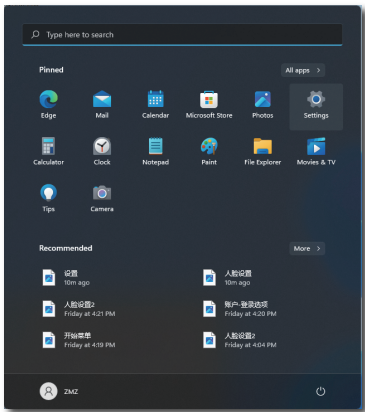 Type here to search
Pinned
All apps >
Edge Mail Calendar Microsoft Store Photos Settings
Calculator Clock Notepad Paint File Explorer Movies & TV
Tips Camera
Recommended
More >
设置 人脸设置
10m ago 10m ago
人脸设置2 账户-登录选项
Friday at 4:21 PM Friday at 4:20 PM
开始菜单 人脸设置2
Friday at 4:19 PM Friday at 4:04 PM
ZMZ